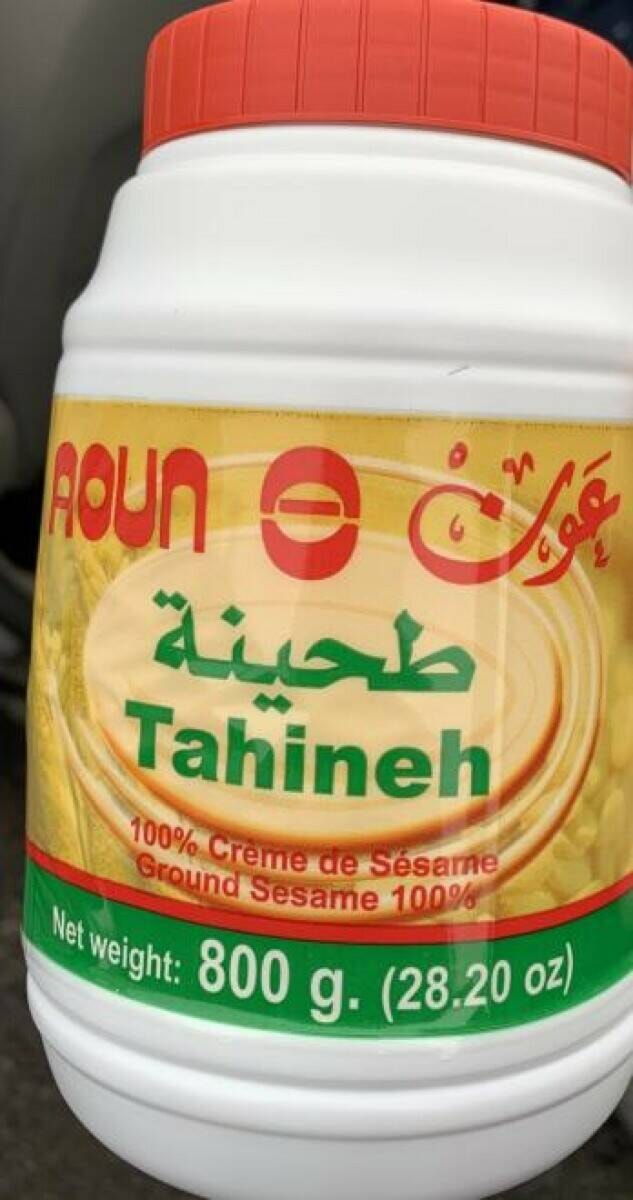 AOUN عون
طحينة
Tahineh
100% Crème de Sésame
Ground Sesame 100%
Net weight: 800 g. (28.20 oz)